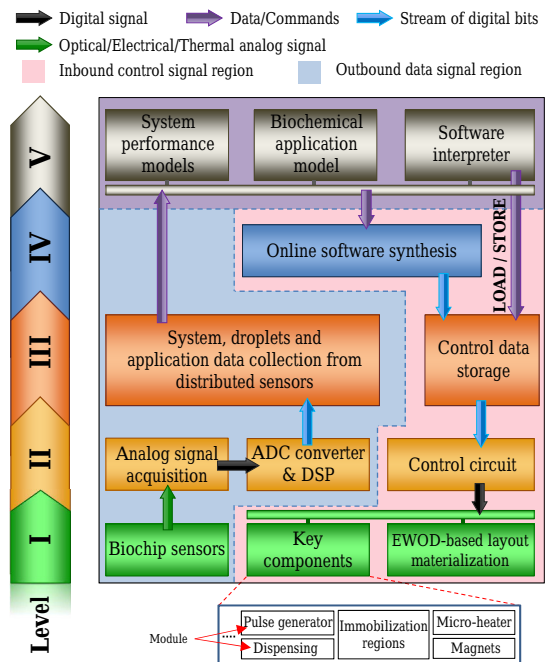 Digital signal
Data/Commands
Stream of digital bits
Optical/Electrical/Thermal analog signal
Inbound control signal region
Outbound data signal region
V
System
performance
models
Biochemical
application
model
Software
interpreter
IV
Online software synthesis
LOAD / STORE
III
System, droplets and
application data collection from
distributed sensors
Control data
storage
II
Analog signal
acquisition
ADC converter
& DSP
Control circuit
I
Biochip sensors
Key
components
EWOD-based layout
materialization
Level
Module
....
Pulse generator
Dispensing
Immobilization
regions
Micro-heater
Magnets